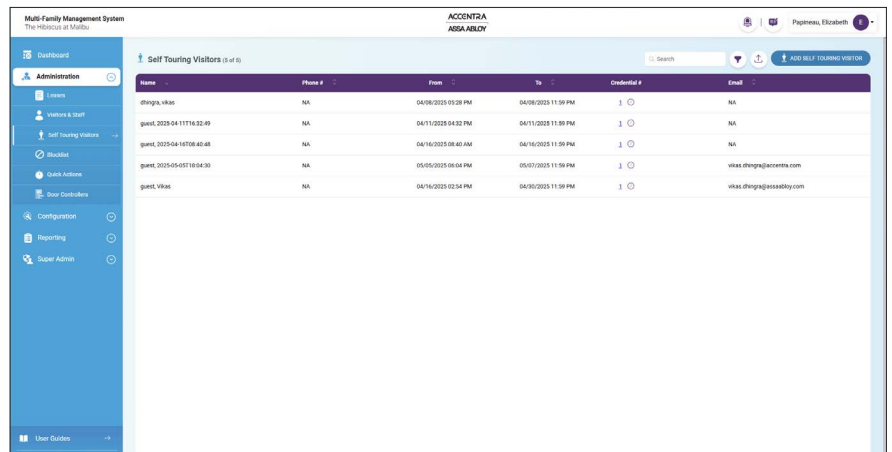 Multi-Family Management System
The Hibiscus at Malibu
ACCENTRA
ASSA ABLOY
Papineau, Elizabeth E
Dashboard
Administration
Lessees
Visitors & Staff
Self Touring Visitors
Blocklist
Quick Actions
Door Controllers
Configuration
Reporting
Super Admin
User Guides
Self Touring Visitors (5 of 5)
Search
ADD SELF TOURING VISITOR
Name Phone # From To Credential # Email
dhingra, vikas NA 04/08/2025 05:28 PM 04/08/2025 11:59 PM 1 NA
guest, 2025-04-11T16:32:49 NA 04/11/2025 04:32 PM 04/11/2025 11:59 PM 1 NA
guest, 2025-04-16T08:40:48 NA 04/16/2025 08:40 AM 04/16/2025 11:59 PM 1 NA
guest, 2025-05-05T18:04:30 NA 05/05/2025 06:04 PM 05/07/2025 11:59 PM 1 vikas.dhingra@accentra.com
guest, Vikas NA 04/16/2025 02:54 PM 04/30/2025 11:59 PM 1 vikas.dhingra@assaabloy.com